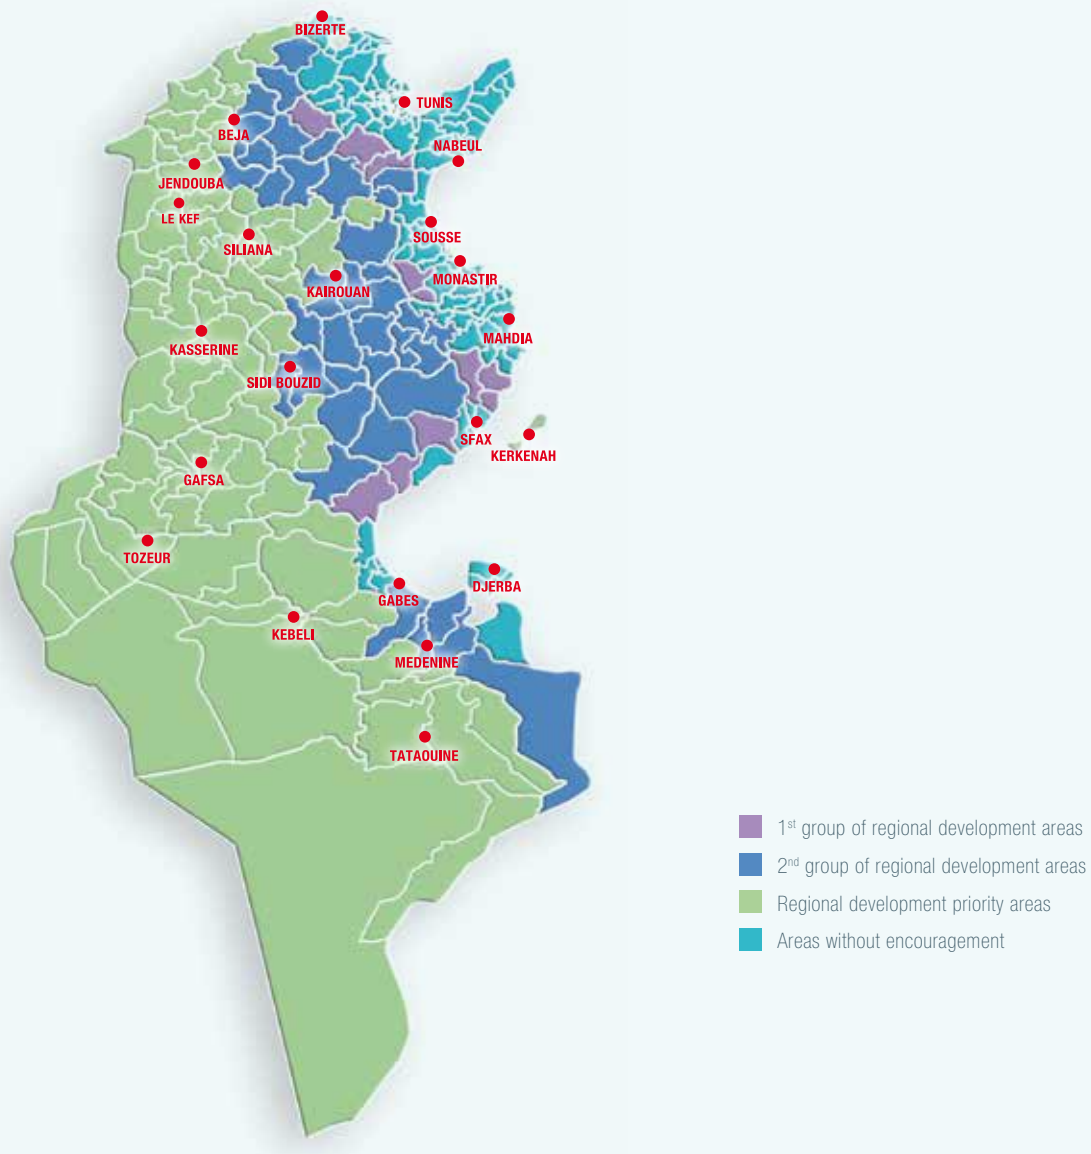 BIZERTE
TUNIS
BEJA
NABEUL
JENDOUBA
LE KEF
SOUSSE
SILIANA
MONASTIR
KAIROUAN
MAHDIA
KASSERINE
SIDI BOUZID
SFAX
KERKENAH
GAFSA
TOZEUR
DJERBA
GABES
KEBELI
MEDENINE
TATAOUINE
1st group of regional development areas
2nd group of regional development areas
Regional development priority areas
Areas without encouragement